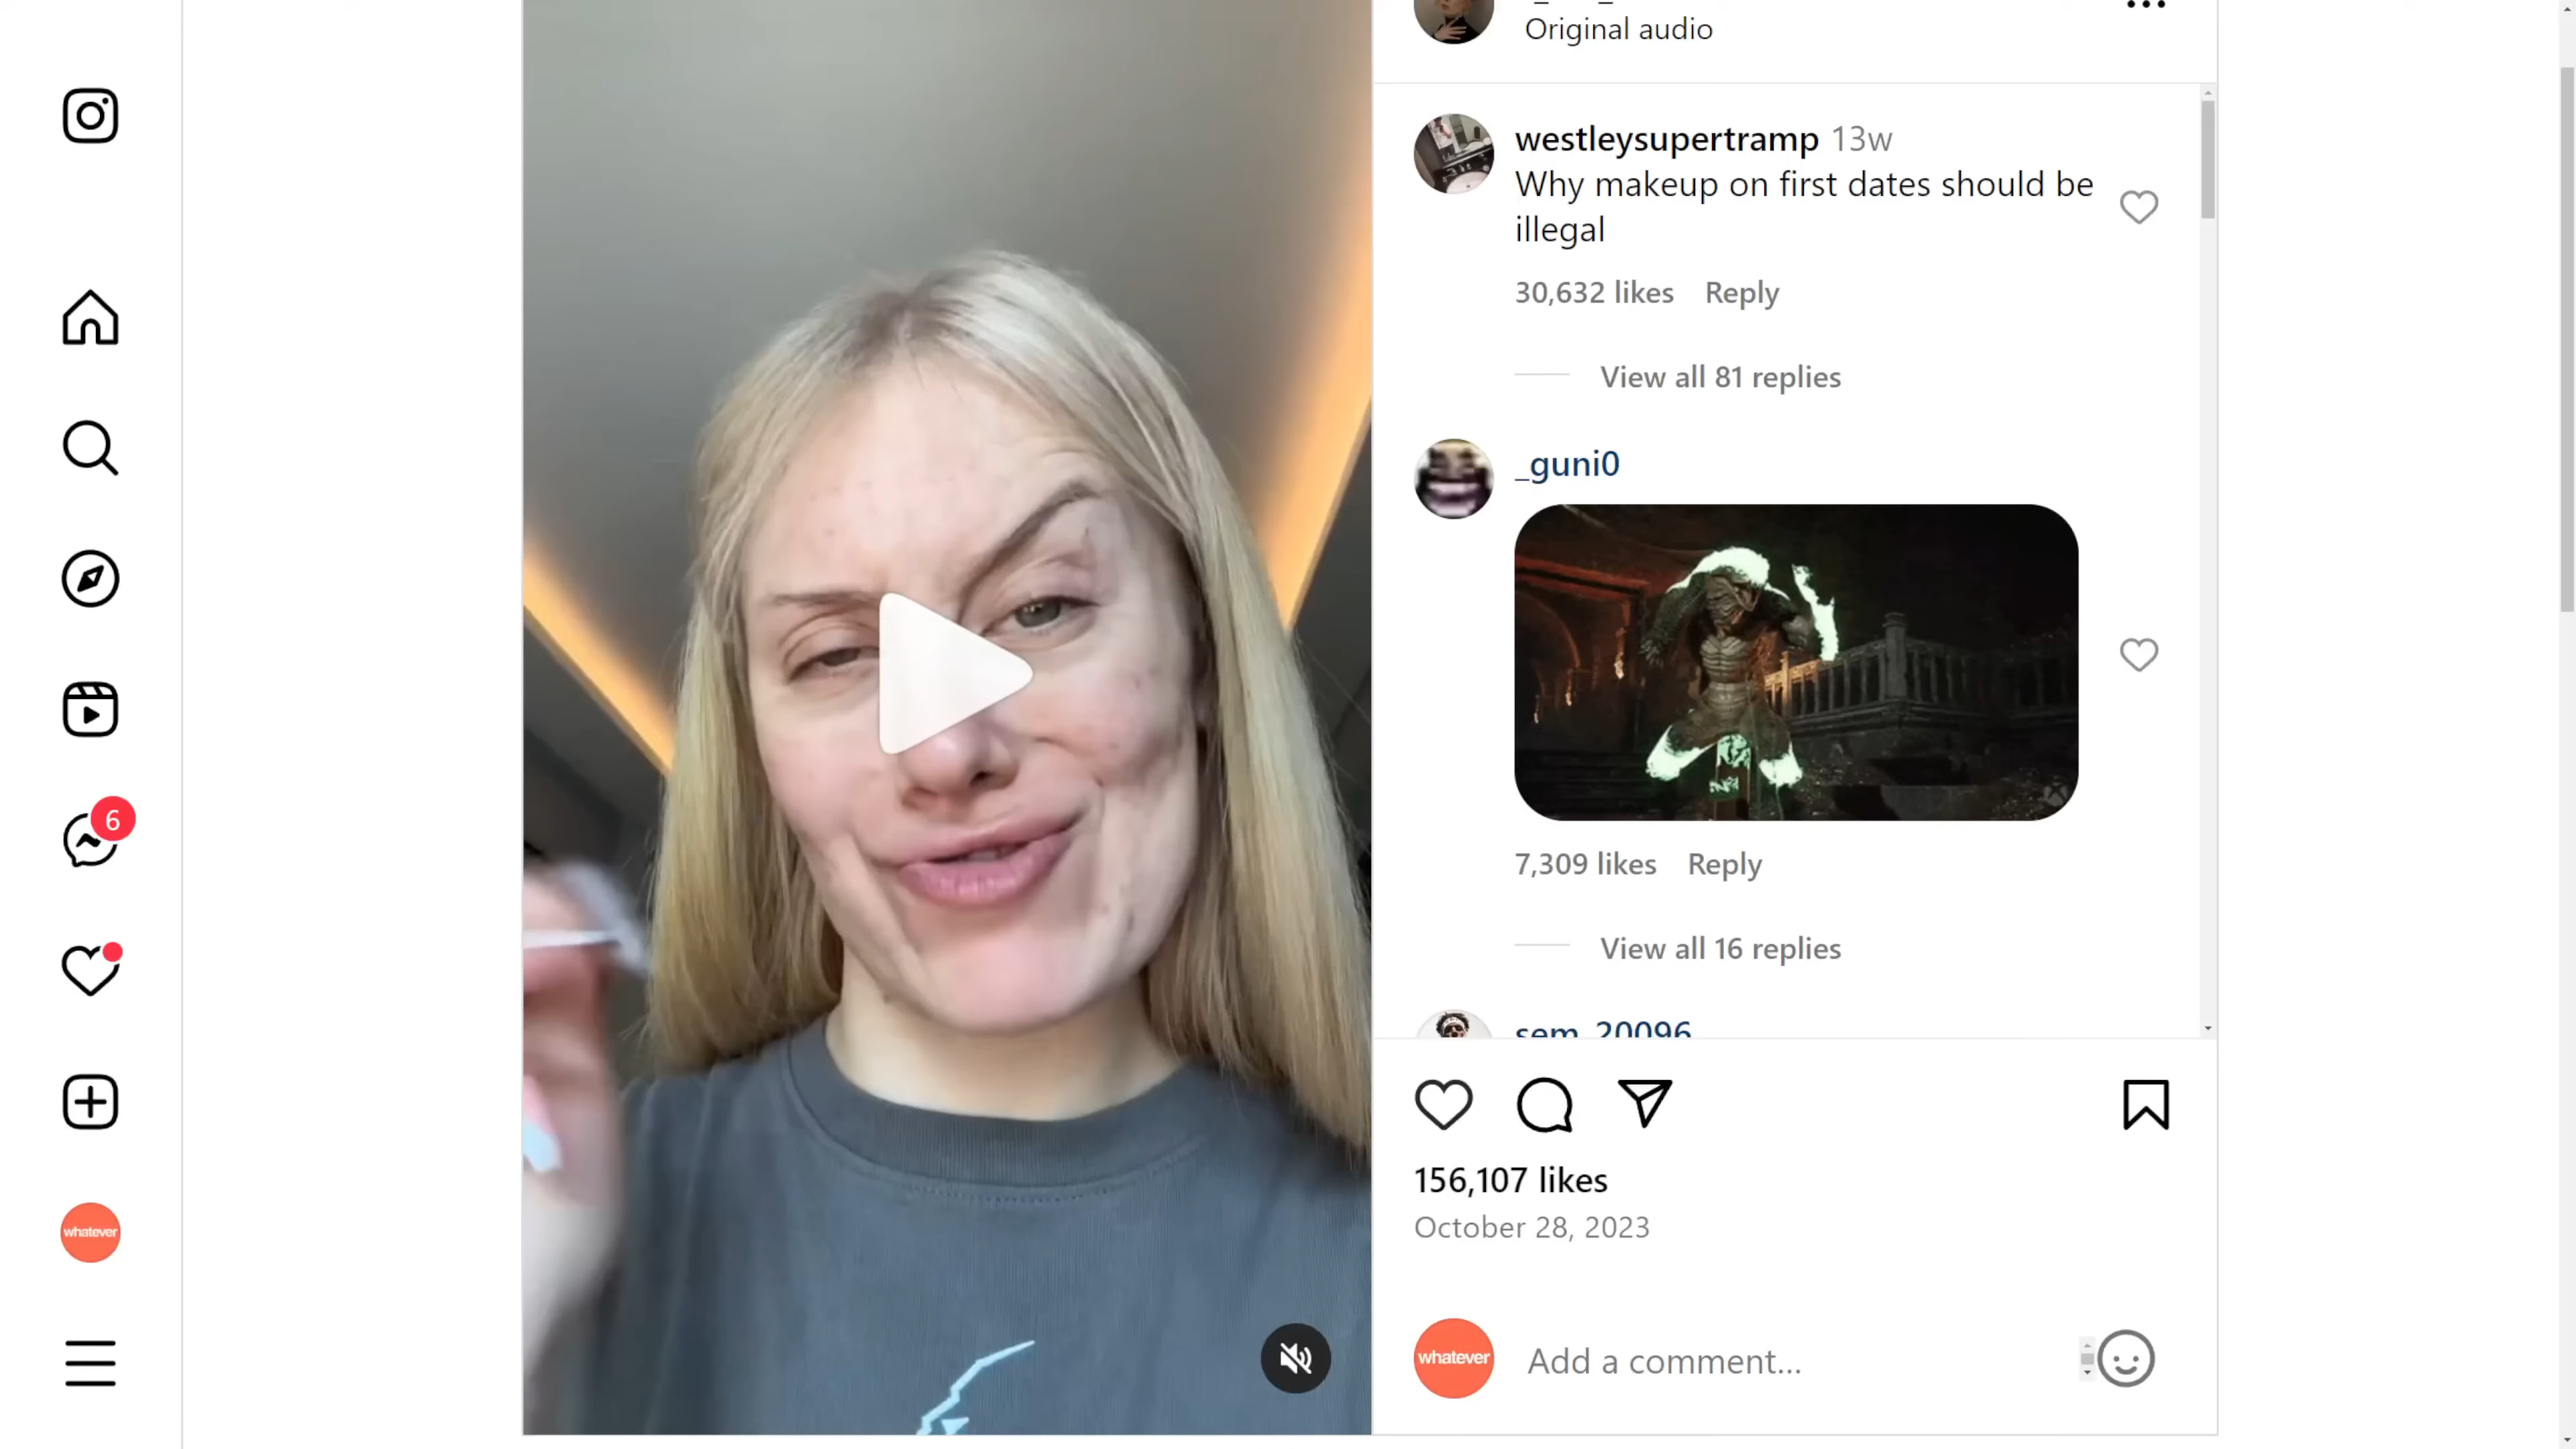 Original audio
westleysupertramp 13w
Why makeup on first dates should be
illegal
30,632 likes Reply
View all 81 replies
_guni0
7,309 likes Reply
View all 16 replies
sem_20096
6
156,107 likes
October 28, 2023
whatever
whatever Add a comment...